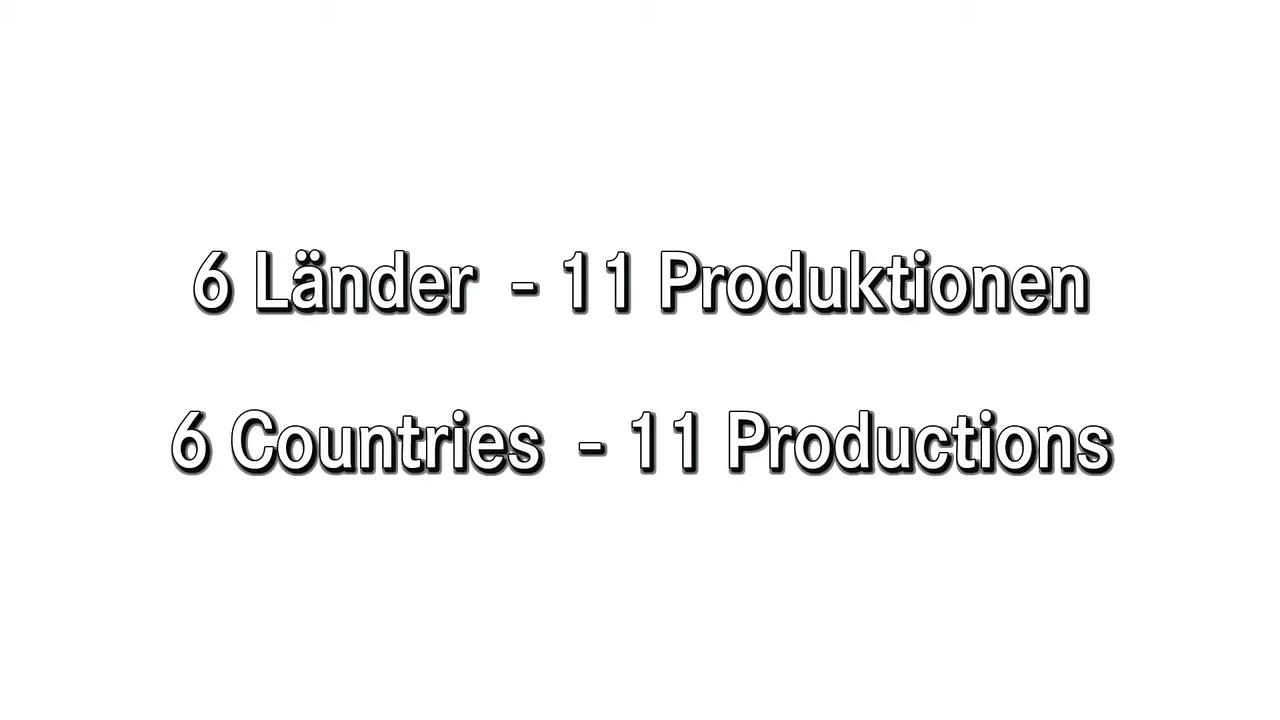 6 Länder - 11 Produktionen
6 Countries - 11 Productions